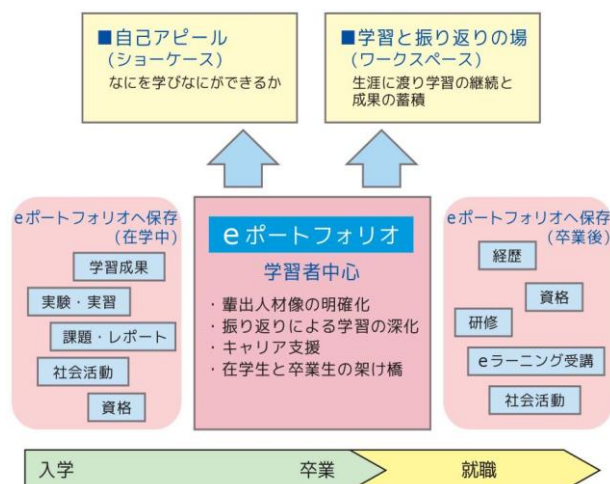 ■自己アピール
(ショーケース)
なにを学びなにができるか
■学習と振り返りの場
(ワークスペース)
生涯に渡り学習の継続と
成果の蓄積
eポートフォリオへ保存
(在学中)
学習成果
実験・実習
課題・レポート
社会活動
資格
eポートフォリオ
学習者中心
・輩出人材像の明確化
・振り返りによる学習の深化
・キャリア支援
・在学生と卒業生の架け橋
eポートフォリオへ保存
(卒業後)
経歴
資格
研修
eラーニング受講
社会活動
入学
卒業
就職